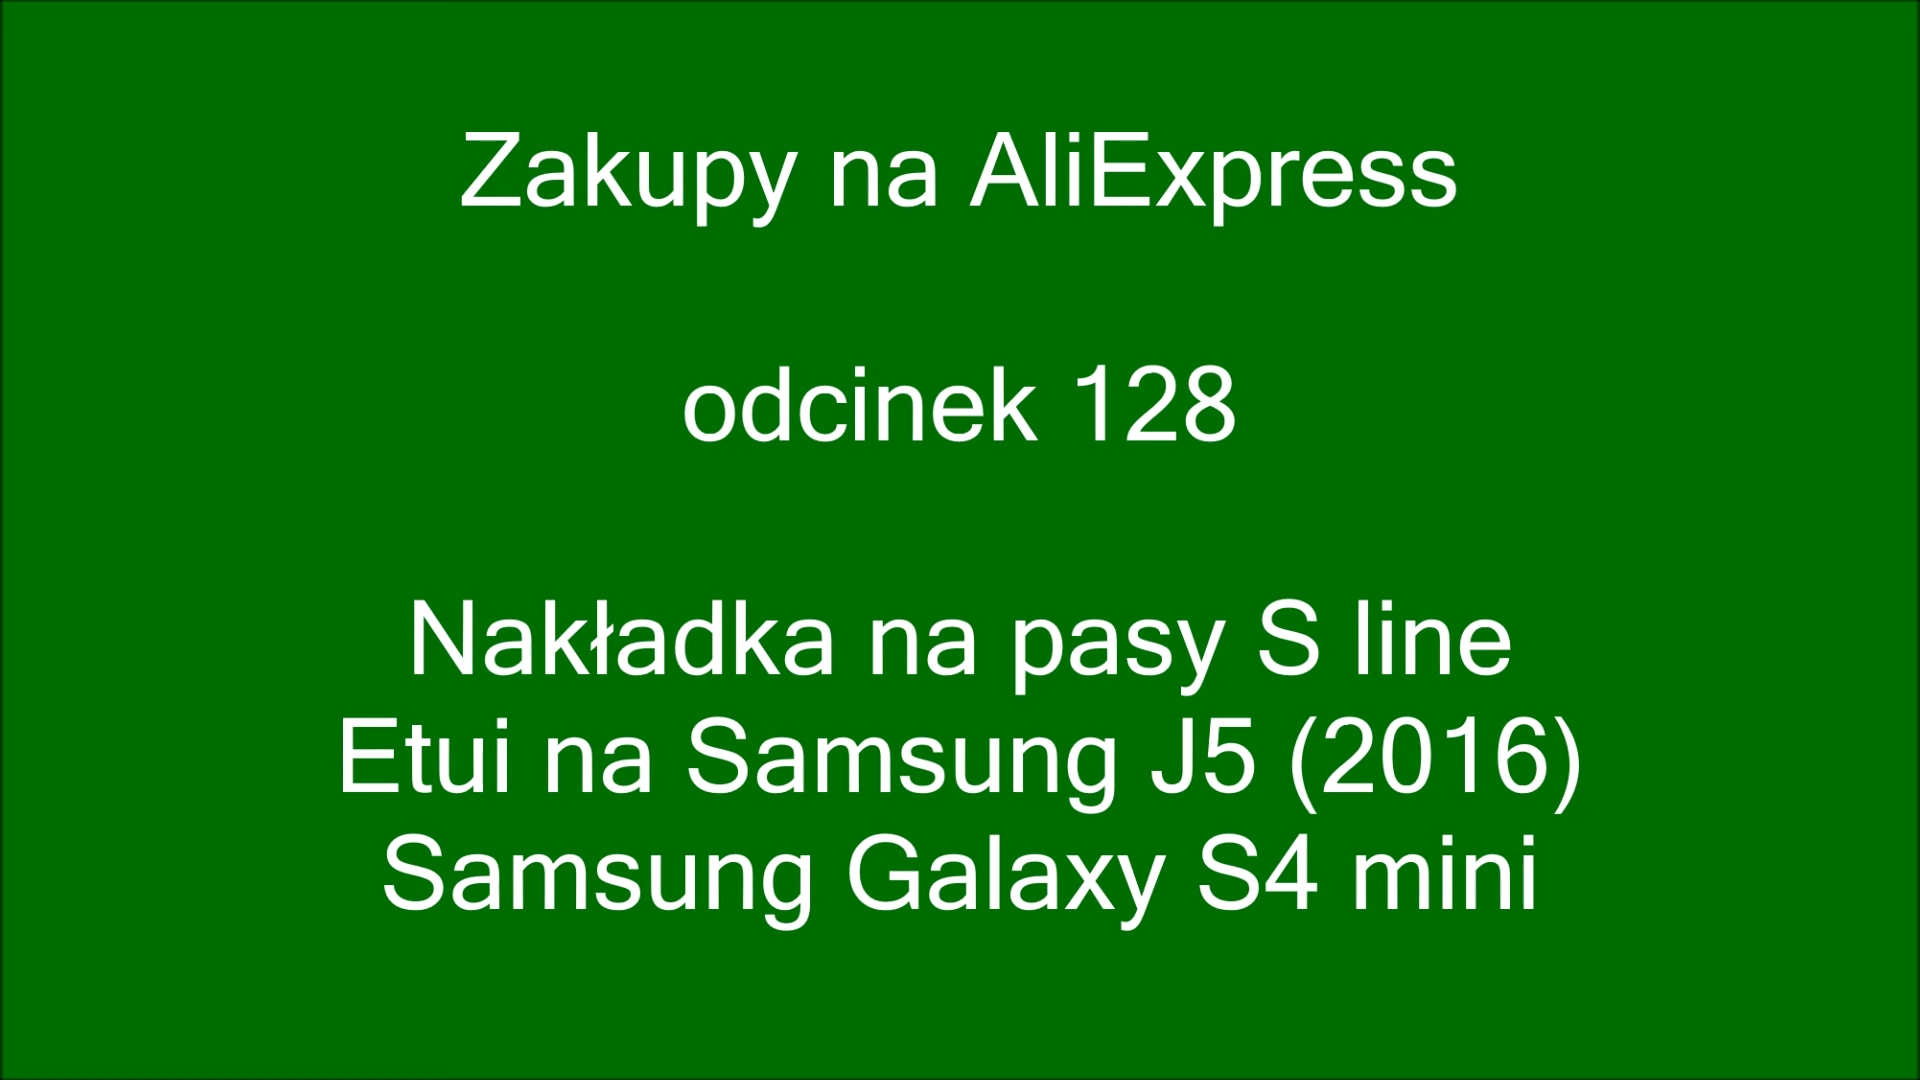 Zakupy na AliExpress
odcinek 128
Nakładka na pasy S line
Etui na Samsung J5 (2016)
Samsung Galaxy S4 mini